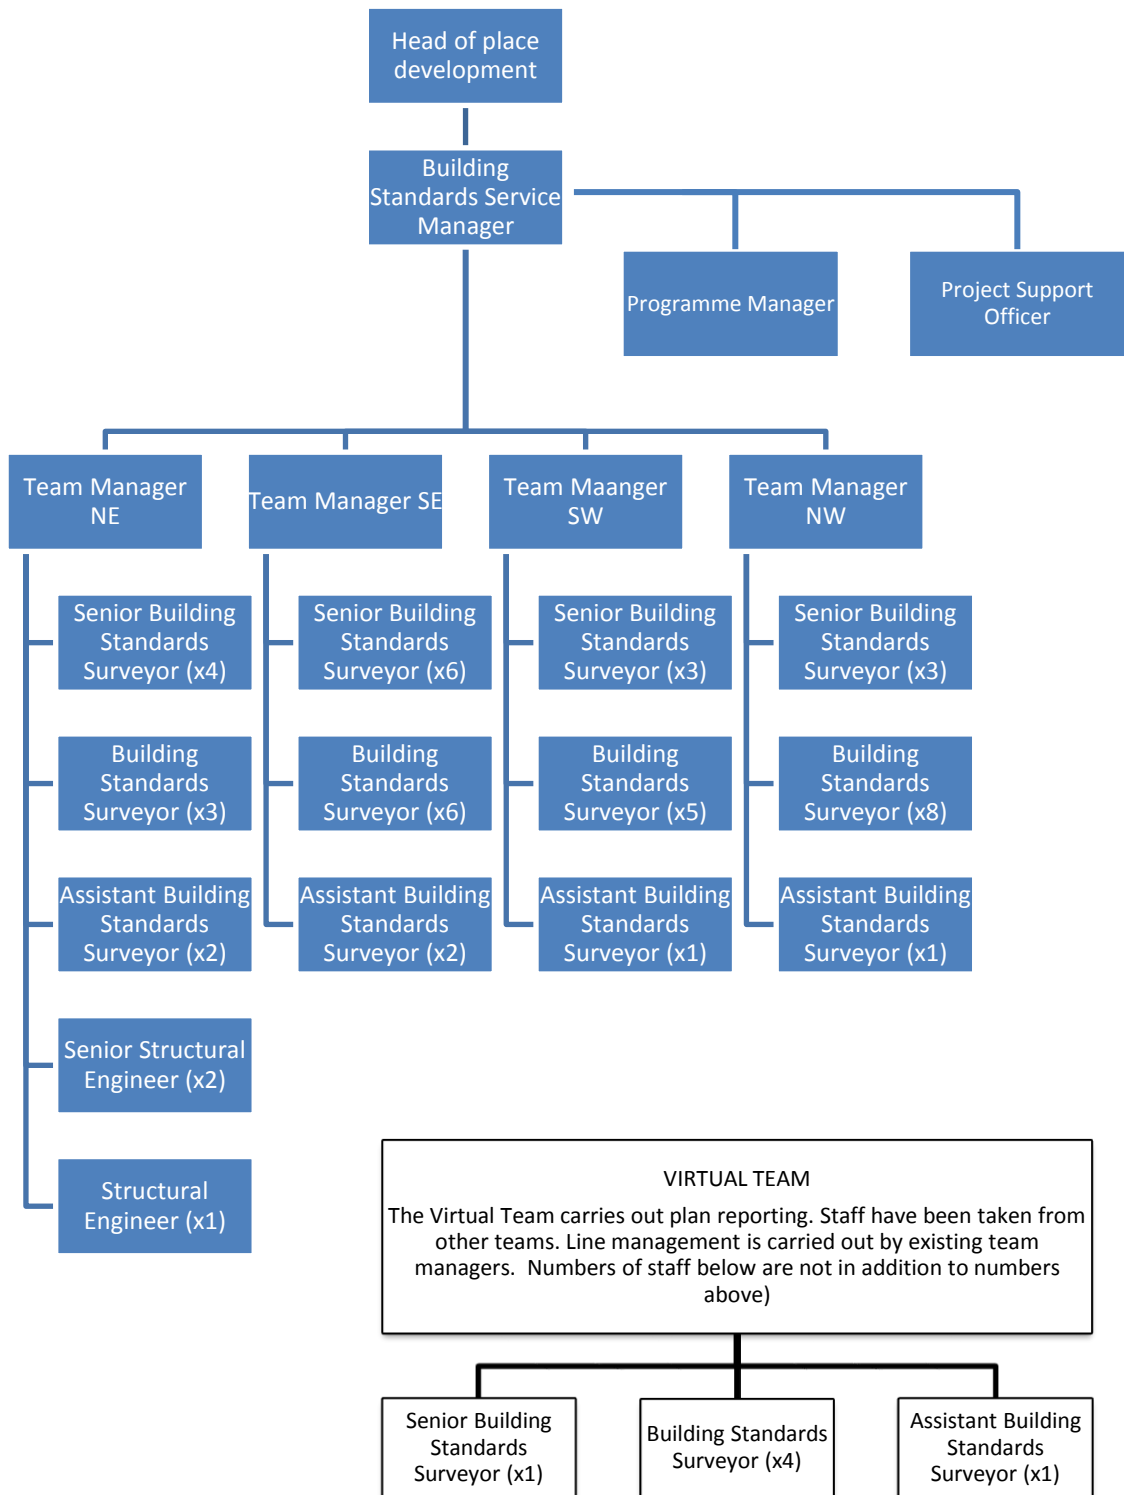 Head of place
development
Building
Standards Service
Manager
Programme Manager
Project Support
Officer
Team Manager
NE
Team Manager SE
Team Maanger
SW
Team Manager
NW
Senior Building
Standards
Surveyor (x4)
Senior Building
Standards
Surveyor (x6)
Senior Building
Standards
Surveyor (x3)
Senior Building
Standards
Surveyor (x3)
Building
Standards
Surveyor (x3)
Building
Standards
Surveyor (x6)
Building
Standards
Surveyor (x5)
Building
Standards
Surveyor (x8)
Assistant Building
Standards
Surveyor (x2)
Assistant Building
Standards
Surveyor (x2)
Assistant Building
Standards
Surveyor (x1)
Assistant Building
Standards
Surveyor (x1)
Senior Structural
Engineer (x2)
Structural
Engineer (x1)
VIRTUAL TEAM
The Virtual Team carries out plan reporting. Staff have been taken from
other teams. Line management is carried out by existing team
managers.  Numbers of staff below are not in addition to numbers
above)
Senior Building
Standards
Surveyor (x1)
Building Standards
Surveyor (x4)
Assistant Building
Standards
Surveyor (x1)